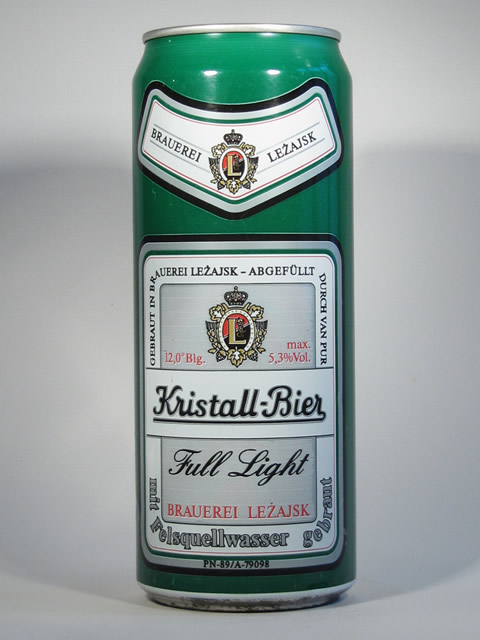 BRAUEREI LEŻAJSK
L
GEBRAUT IN BRAUEREI LEŻAJSK – ABGEFÜLLT DURCH VAN PUR
L
12,0° Blg.
max.
5,3% Vol.
Kristall-Bier
Full Light
BRAUEREI LEŻAJSK
mit Felsquellwasser gebraut
PN-89/A-79098